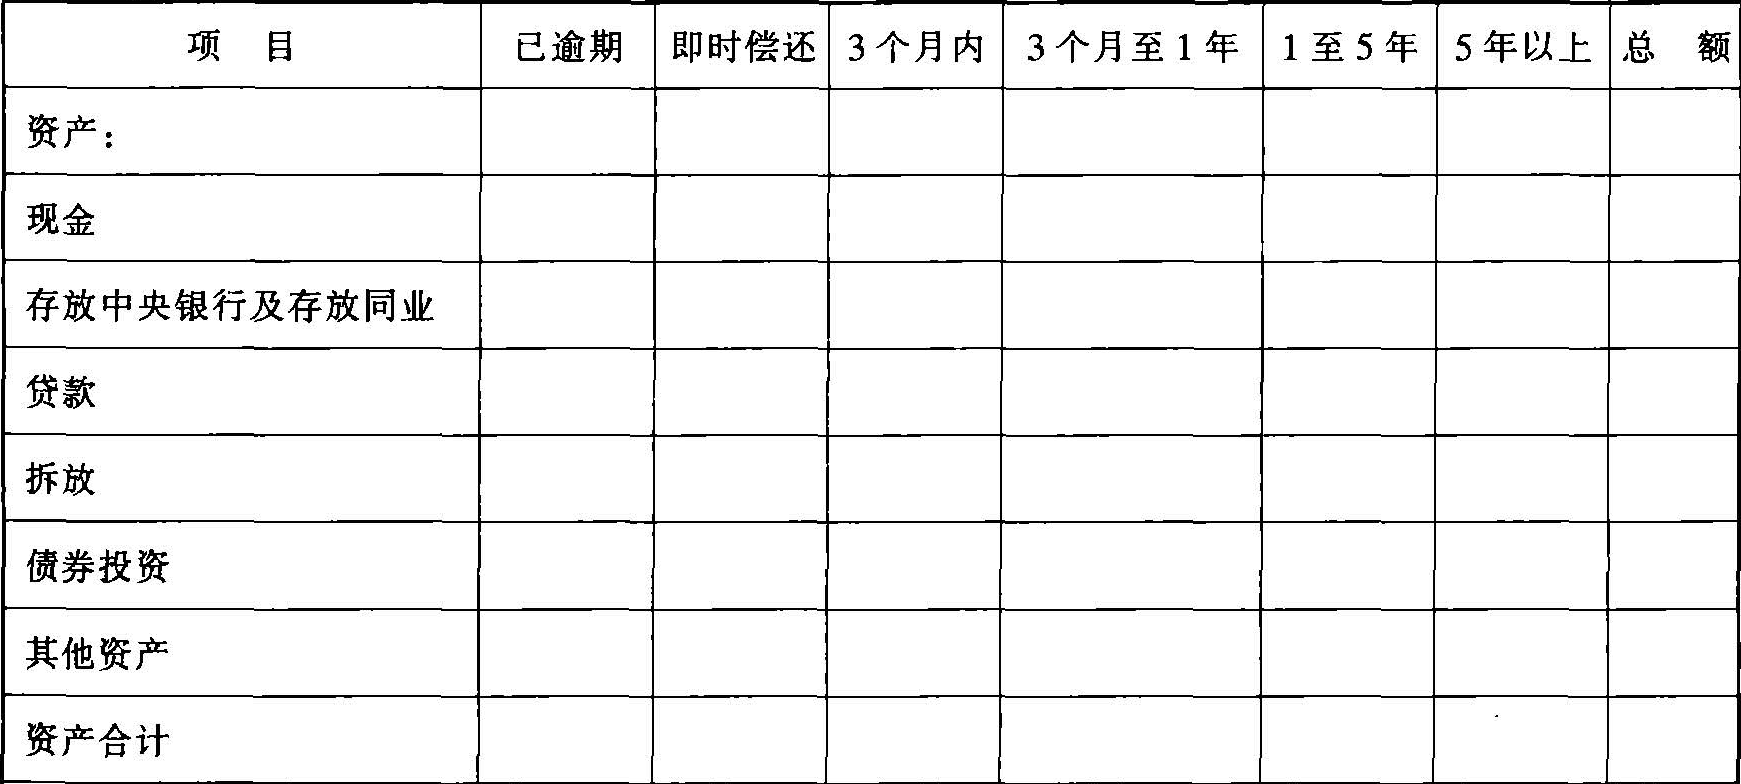 项 目 已逾期 即时偿还 3个月内 3个月至1年 1至5年 5年以上 总 额
资产：
现金
存放中央银行及存放同业
贷款
拆放
债券投资
其他资产
资产合计